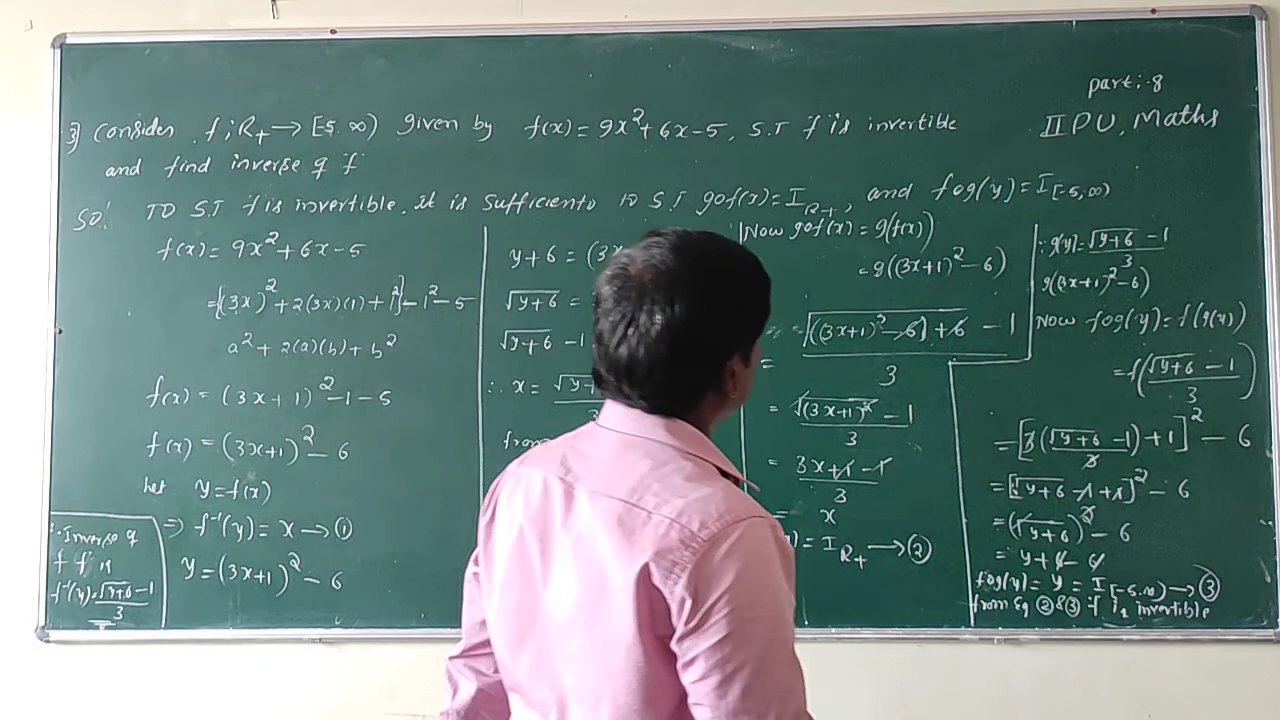 part:-8
II PU, Maths
3) Consider f: R+ → [-5, ∞) given by f(x) = 9x² + 6x - 5, S.T f is invertible
and find inverse of f
Sol: TO S.T f is invertible, it is sufficiento to S.T gof(x) = I R+, and fog(y) = I [-5, ∞)
f(x) = 9x² + 6x - 5
= {(3x)² + 2(3x)(1) + 1²} - 1² - 5
a² + 2(a)(b) + b²
f(x) = (3x+1)² - 1 - 5
f(x) = (3x+1)² - 6
Let y = f(x)
⇒ f⁻¹(y) = x → ①
y = (3x+1)² - 6
∴ Inverse of
f f is
f⁻¹(y) = √(y+6) - 1 / 3
y + 6 = (3x
√(y+6) =
√(y+6) - 1
∴ x = √(y+
from
Now gof(x) = g(f(x))
= g((3x+1)² - 6)
= √([(3x+1)² - 6] + 6) - 1 / 3
= √((3x+1)²) - 1 / 3
= 3x + 1 - 1 / 3
= x
) = I R+ → ②
∵ g(y) = √(y+6) - 1 / 3
g((3x+1)² - 6)
Now fog(y) = f(g(y))
= f(√(y+6) - 1 / 3)
= [3(√(y+6) - 1 / 3) + 1]² - 6
= [√(y+6) - 1 + 1]² - 6
= (√(y+6))² - 6
= y + 6 - 6
fog(y) = y = I [-5, ∞) → ③
from Eq ② & ③ f is invertible